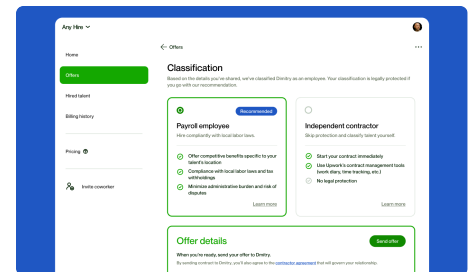 Any Hire
Offers
Home
Offers
Hired talent
Billing history
Pricing
Invite coworker
Classification
Based on the details you've shared, we've classified Dimitry as an employee. Your classification is legally protected if
you go with our recommendation.
Recommended
Payroll employee
Hire compliantly with local labor laws.
Offer competitive benefits specific to your
talent's location
Compliance with local labor laws and tax
withholdings
Minimize administrative burden and risk of
disputes
Learn more
Independent contractor
Skip protection and classify talent yourself.
Start your contract immediately
Use Upwork's contract management tools
(work diary, time tracking, etc.)
No legal protection
Learn more
Offer details
Send offer
When you're ready, send your offer to Dimitry.
By sending contract to Dimitry, you'll also agree to the contractor agreement that will govern your relationship.